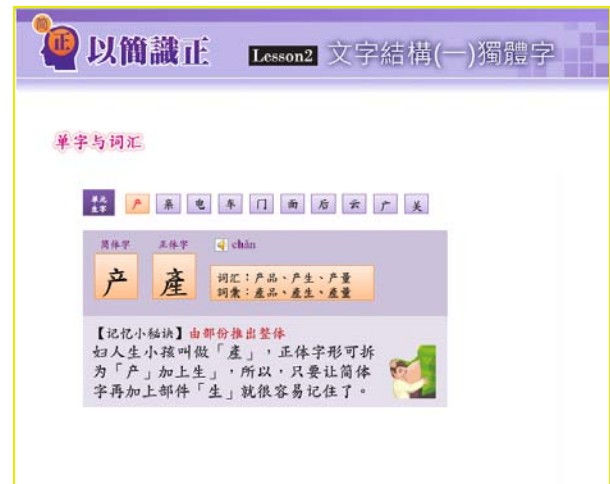 簡
正
以簡識正 Lesson2 文字結構(一)獨體字
单字与词汇
单元
生字
产 杀 电 车 门 面 后 云 广 关
简体字 正体字 chǎn
产 產
词汇：产品、产生、产量
詞彙：產品、產生、產量
【记忆小秘诀】由部份推出整体
妇人生小孩叫做「產」，正体字形可拆
为「产」加上生」，所以，只要让简体
字再加上部件「生」就很容易记住了。